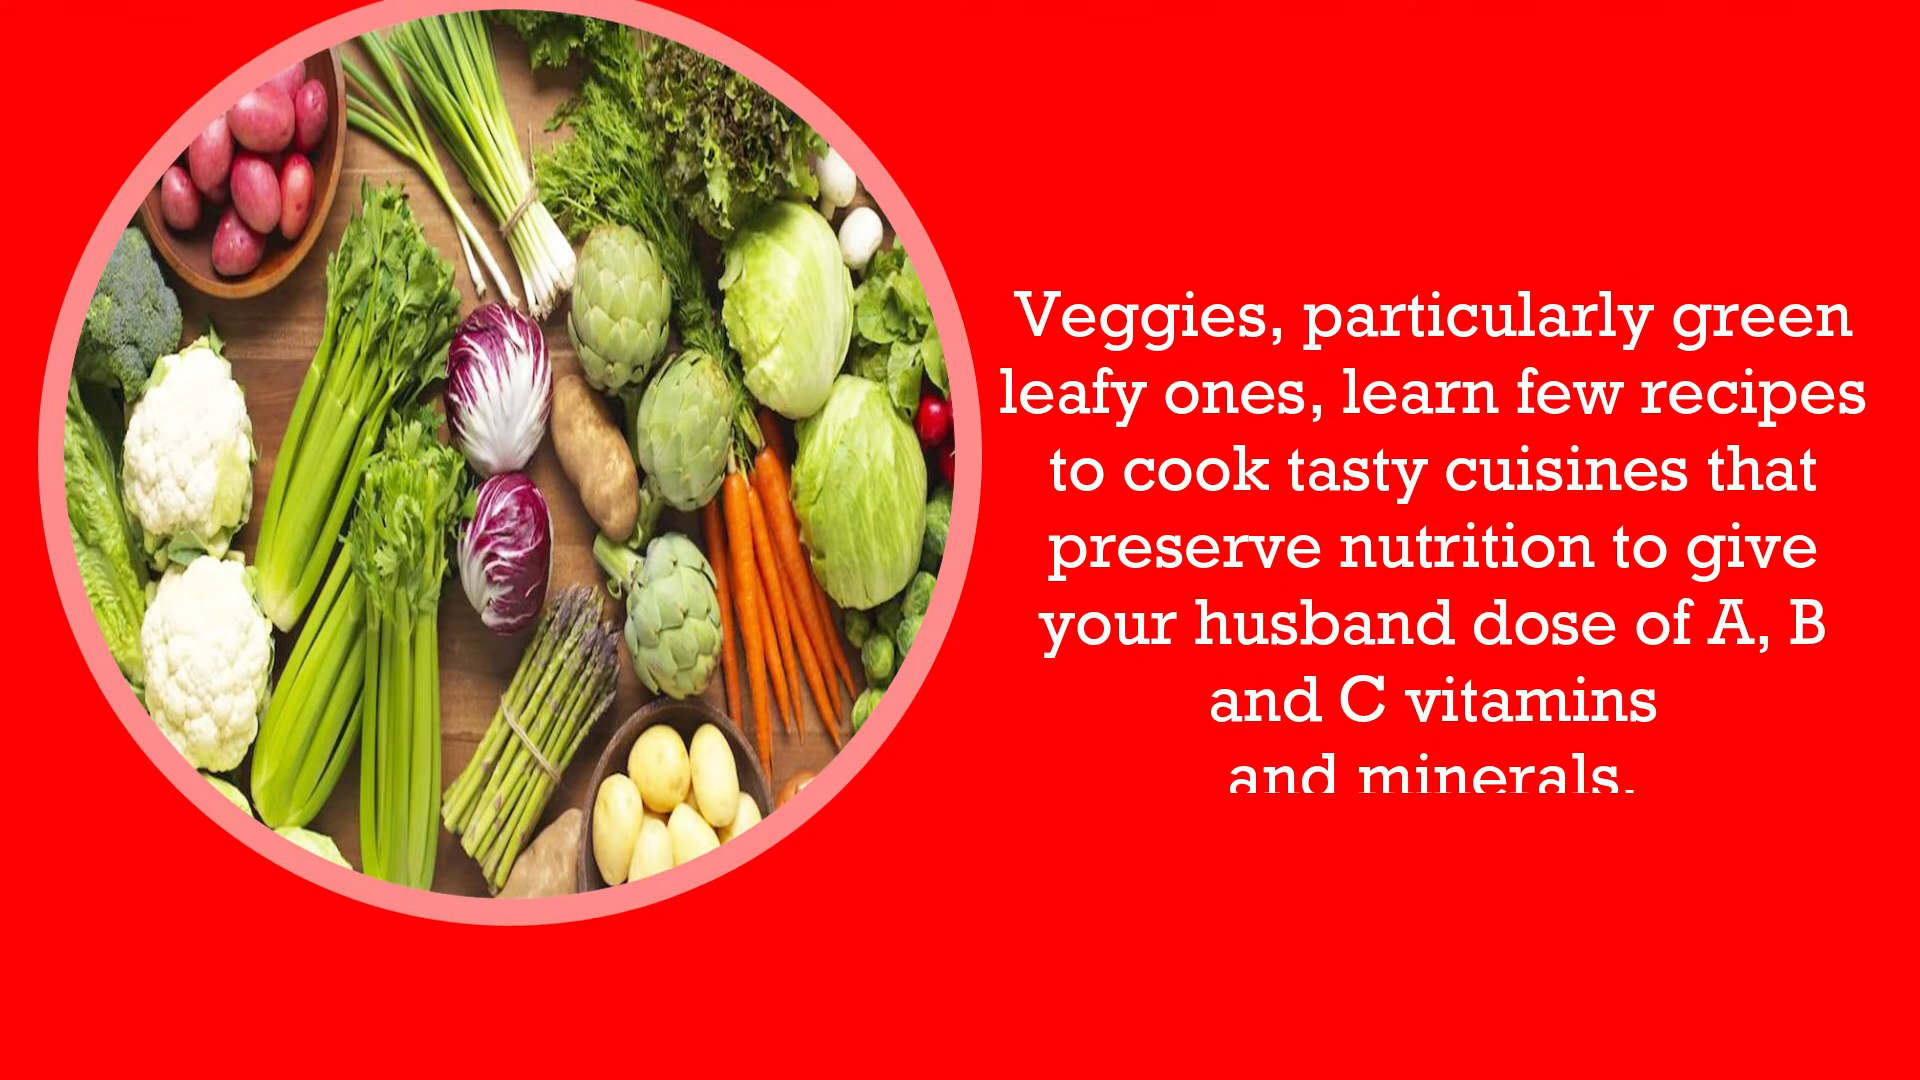 Veggies, particularly green
leafy ones, learn few recipes
to cook tasty cuisines that
preserve nutrition to give
your husband dose of A, B
and C vitamins
and minerals.